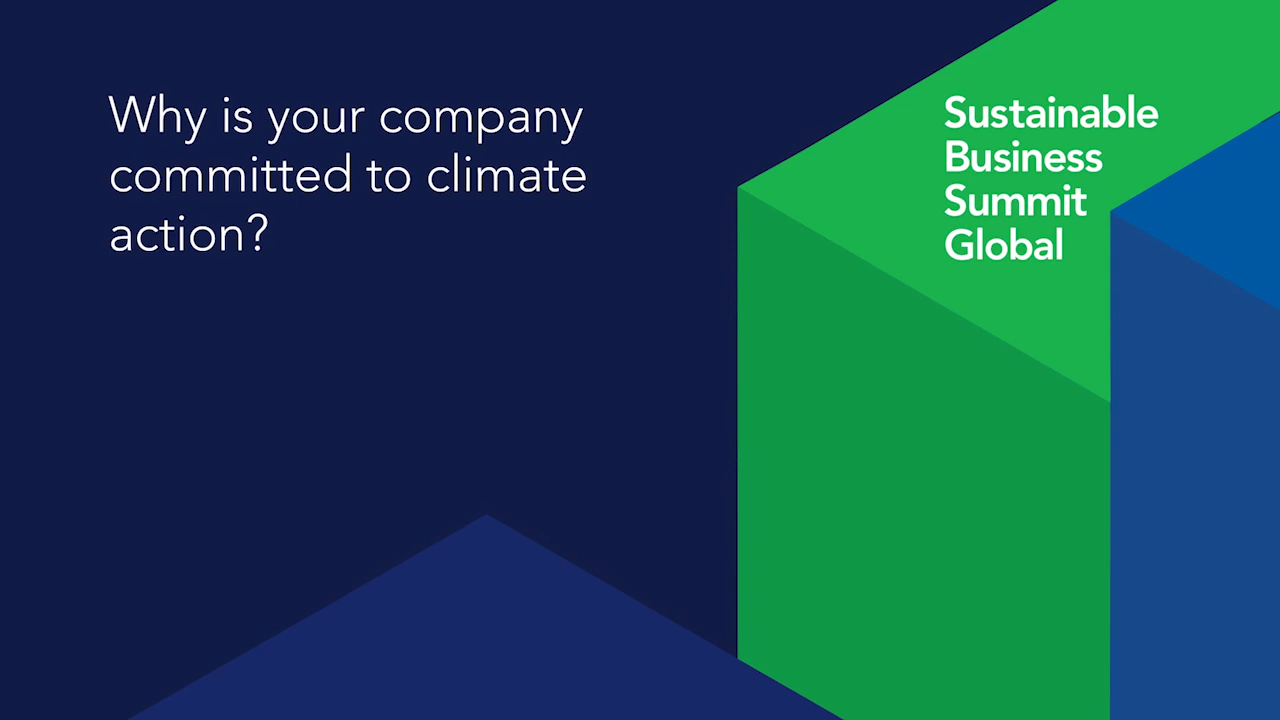 Why is your company
committed to climate
action?
Sustainable
Business
Summit
Global